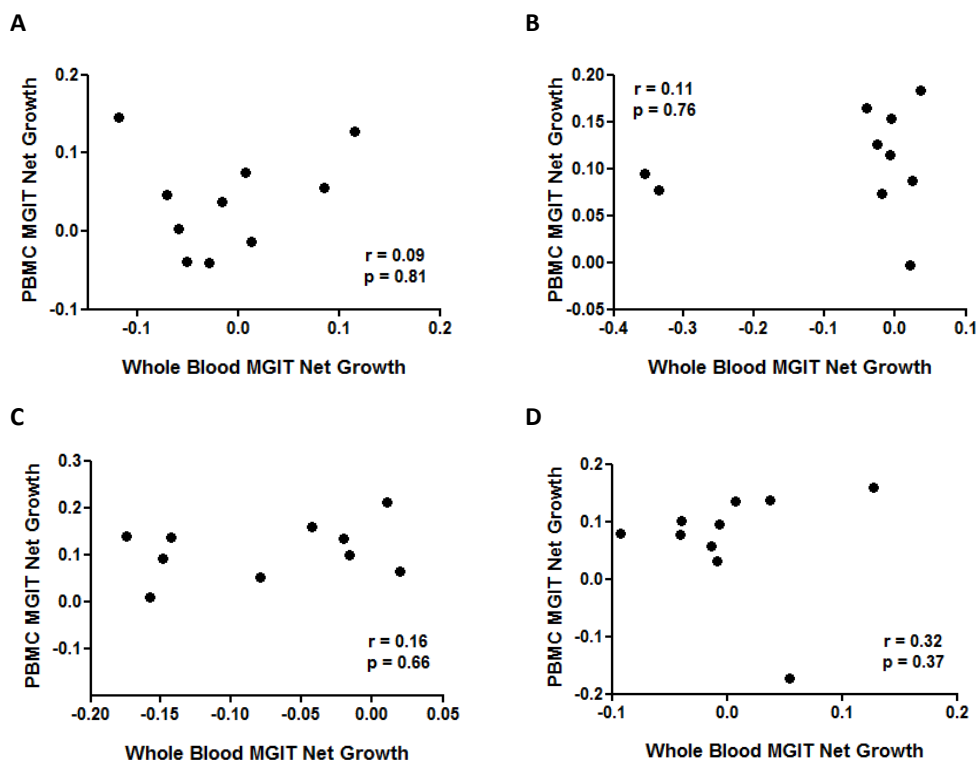 A
PBMC MGIT Net Growth
0.2
0.1
0.0
-0.1
r = 0.09
p = 0.81
-0.1 0.0 0.1 0.2
Whole Blood MGIT Net Growth
B
PBMC MGIT Net Growth
0.20
0.15
0.10
0.05
0.00
-0.05
r = 0.11
p = 0.76
-0.4 -0.3 -0.2 -0.1 0.0 0.1
Whole Blood MGIT Net Growth
C
PBMC MGIT Net Growth
0.3
0.2
0.1
0.0
-0.1
r = 0.16
p = 0.66
-0.20 -0.15 -0.10 -0.05 0.00 0.05
Whole Blood MGIT Net Growth
D
PBMC MGIT Net Growth
0.2
0.1
0.0
-0.1
-0.2
r = 0.32
p = 0.37
-0.1 0.0 0.1 0.2
Whole Blood MGIT Net Growth